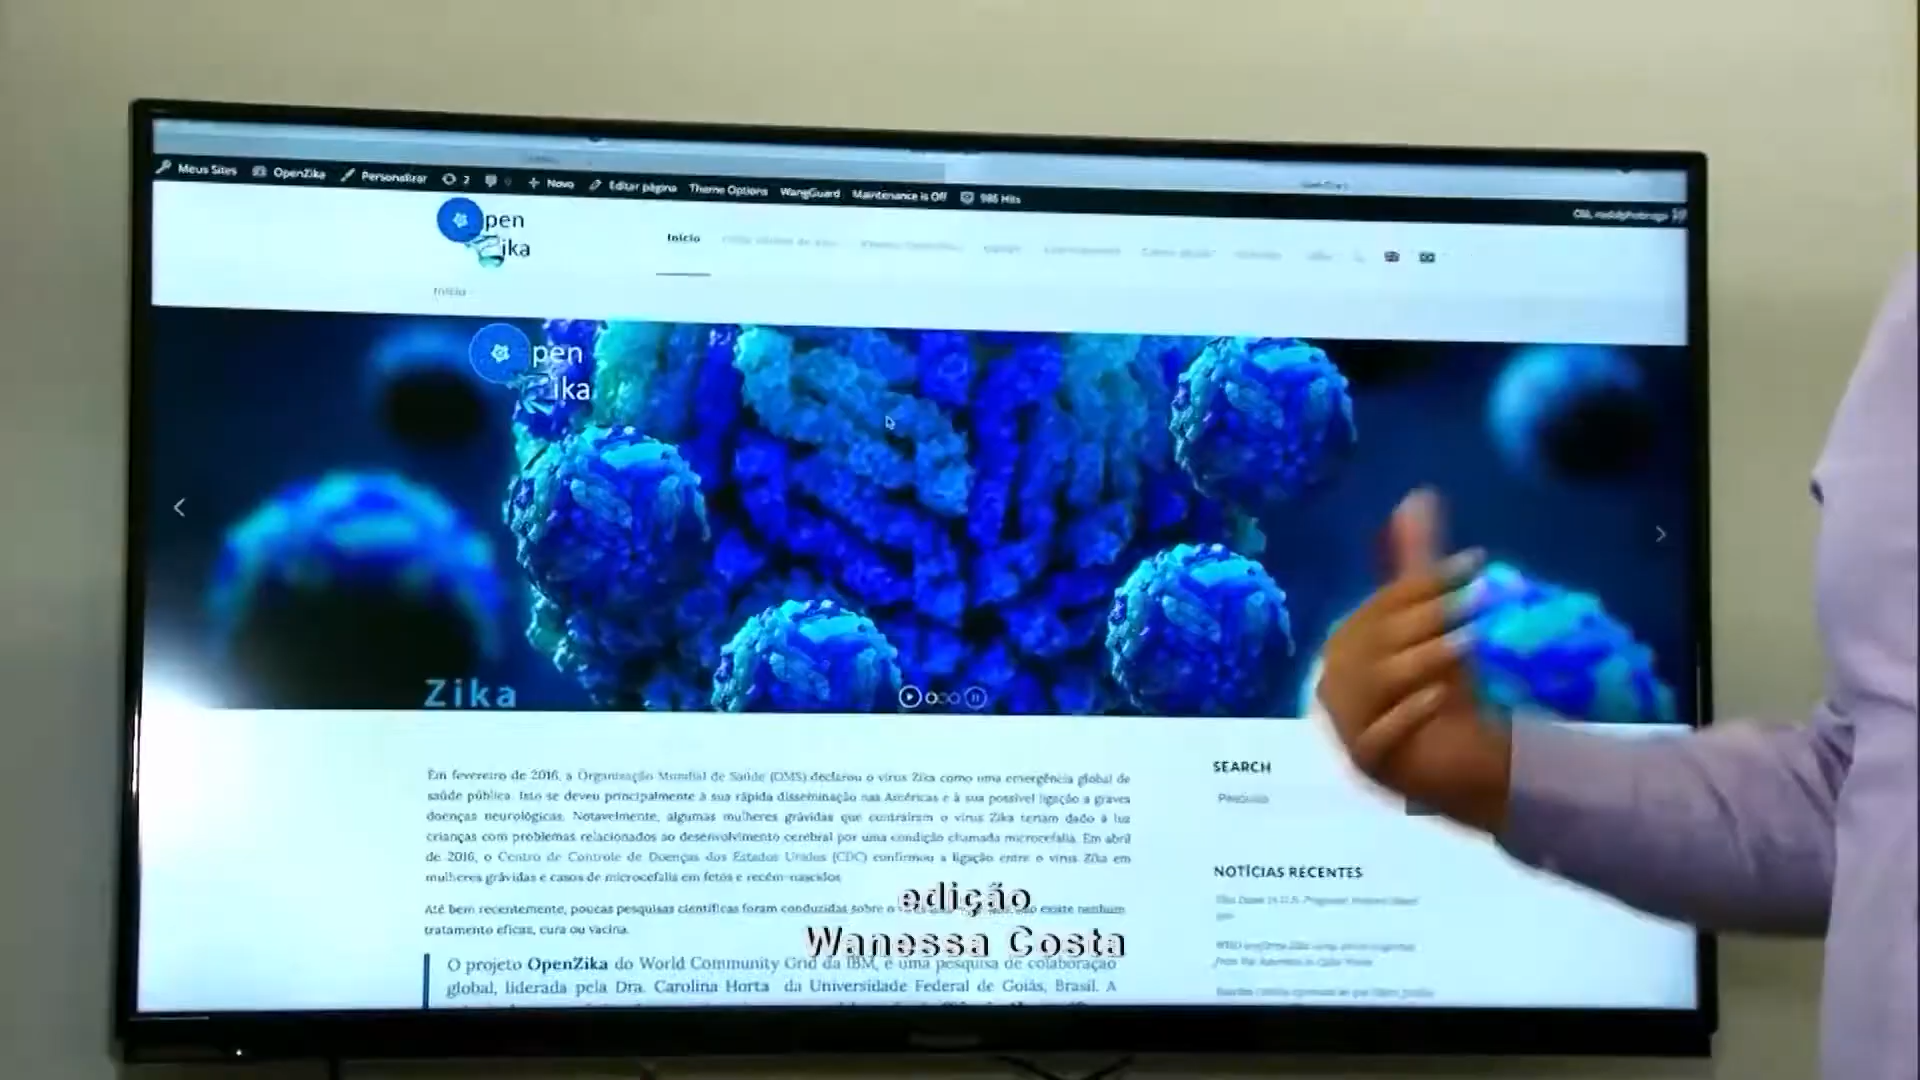 Meus Sites OpenZika Personalizar 2 0 Novo Editar página Theme Options WangGuard Maintenance is Off 985 Hits
Olá,
Open
Zika
Início
Início
Open
Zika
Zika
Em fevereiro de 2016, a Organização Mundial de Saúde (OMS) declarou o vírus Zika como uma emergência global de
saúde pública. Isto se deveu principalmente à sua rápida disseminação nas Américas e à sua possível ligação a graves
doenças neurológicas. Notavelmente, algumas mulheres grávidas que contraíram o vírus Zika teriam dado à luz
crianças com problemas relacionados ao desenvolvimento cerebral por uma condição chamada microcefalia. Em abril
de 2016, o Centro de Controle de Doenças dos Estados Unidos (CDC) confirmou a ligação entre o vírus Zika em
mulheres grávidas e casos de microcefalia em fetos e recém-nascidos
Até bem recentemente, poucas pesquisas científicas foram conduzidas sobre o existe nenhum
tratamento eficaz, cura ou vacina.
O projeto OpenZika do World Community Grid da IBM, é uma pesquisa de colaboração
global, liderada pela Dra. Carolina Horta da Universidade Federal de Goiás, Brasil. A
SEARCH
Pesquisa
NOTÍCIAS RECENTES
edição
Wanessa Costa